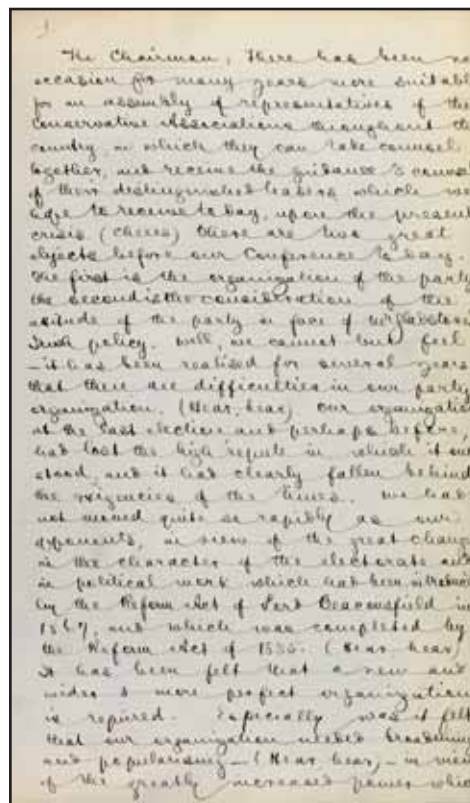 The Chairman, There has been no
occasion for many years more suitable
for an assembly of representatives of the
Conservative Associations throughout the
country, in which they can take counsel
together, and receive the guidance & counsel
of their distinguished leaders which we
hope to receive to day, upon the present
crisis (Cheers) There are two great
objects before our Conference to day.
The first is the organization of the party
the second is the consideration of the
attitude of the party in face of Mr Gladstone's
Irish policy. Well, we cannot but feel
- it has been realised for several years
that there are difficulties in our party
organization. (Hear, hear) Our organization
at the last election and perhaps before,
had lost the high repute in which it once
stood, and it had clearly fallen behind
the exigencies of the times. We had
not moved quite so rapidly as our
opponents, in view of the great change
in the character of the electorate and
in political work which had been introduced
by the Reform Act of Lord Beaconsfield in
1867, and which was completed by
the Reform Act of 1885. (Hear, hear)
It has been felt that a new and
wider & more perfect organization
is required. Especially was it felt
that our organization needed broadening
and popularising - (Hear hear) - in view
of the greatly increased power which